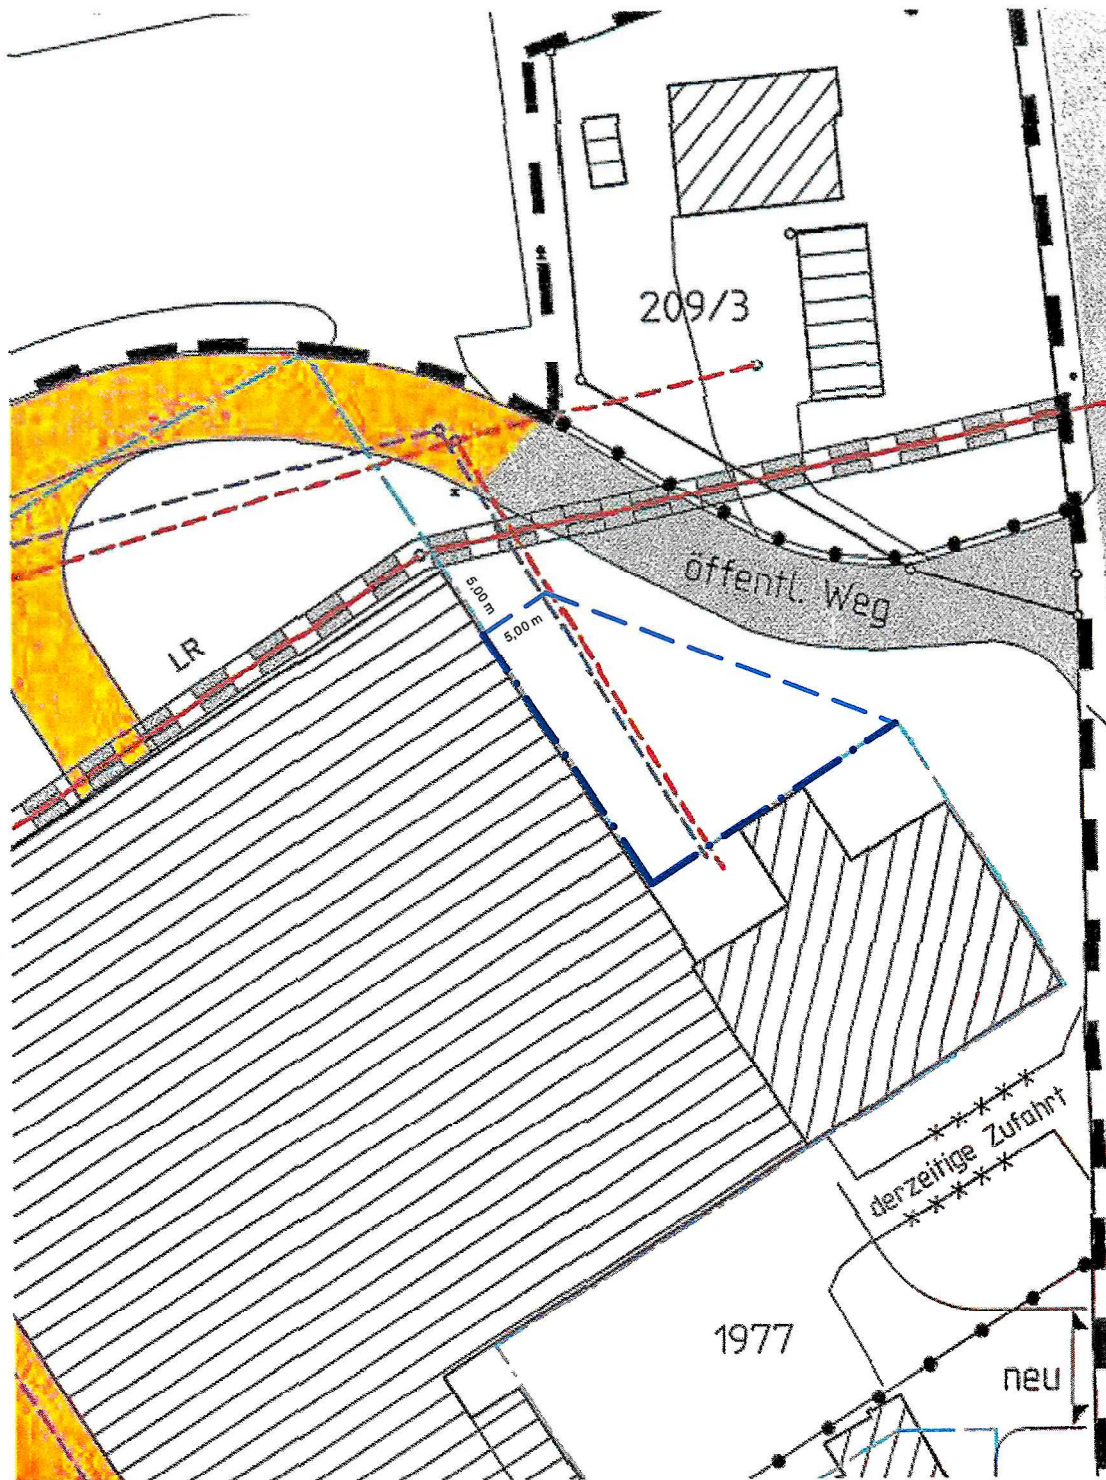 209/3
öffentl. Weg
5,00 m
5,00 m
LR
derzeitige Zufahrt
1977
neu